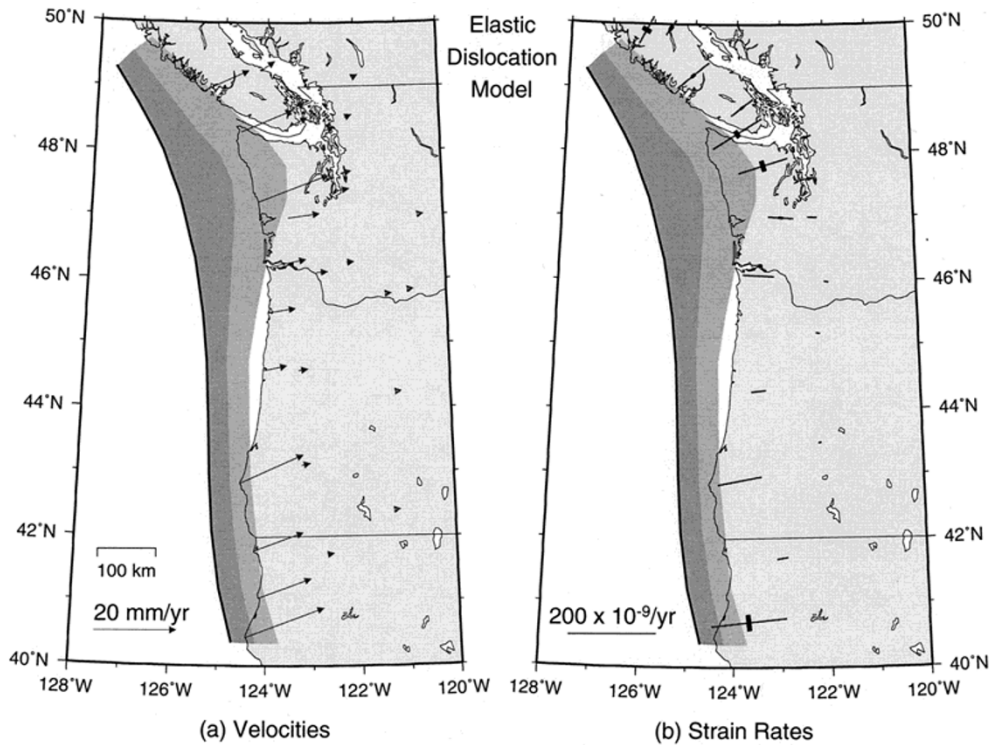 50°N
48°N
46°N
44°N
42°N
40°N
128°W
126°W
124°W
122°W
120°W
100 km
20 mm/yr
(a) Velocities
Elastic
Dislocation
Model
50°N
48°N
46°N
44°N
42°N
40°N
128°W
126°W
124°W
122°W
120°W
200 x 10⁻⁹/yr
(b) Strain Rates